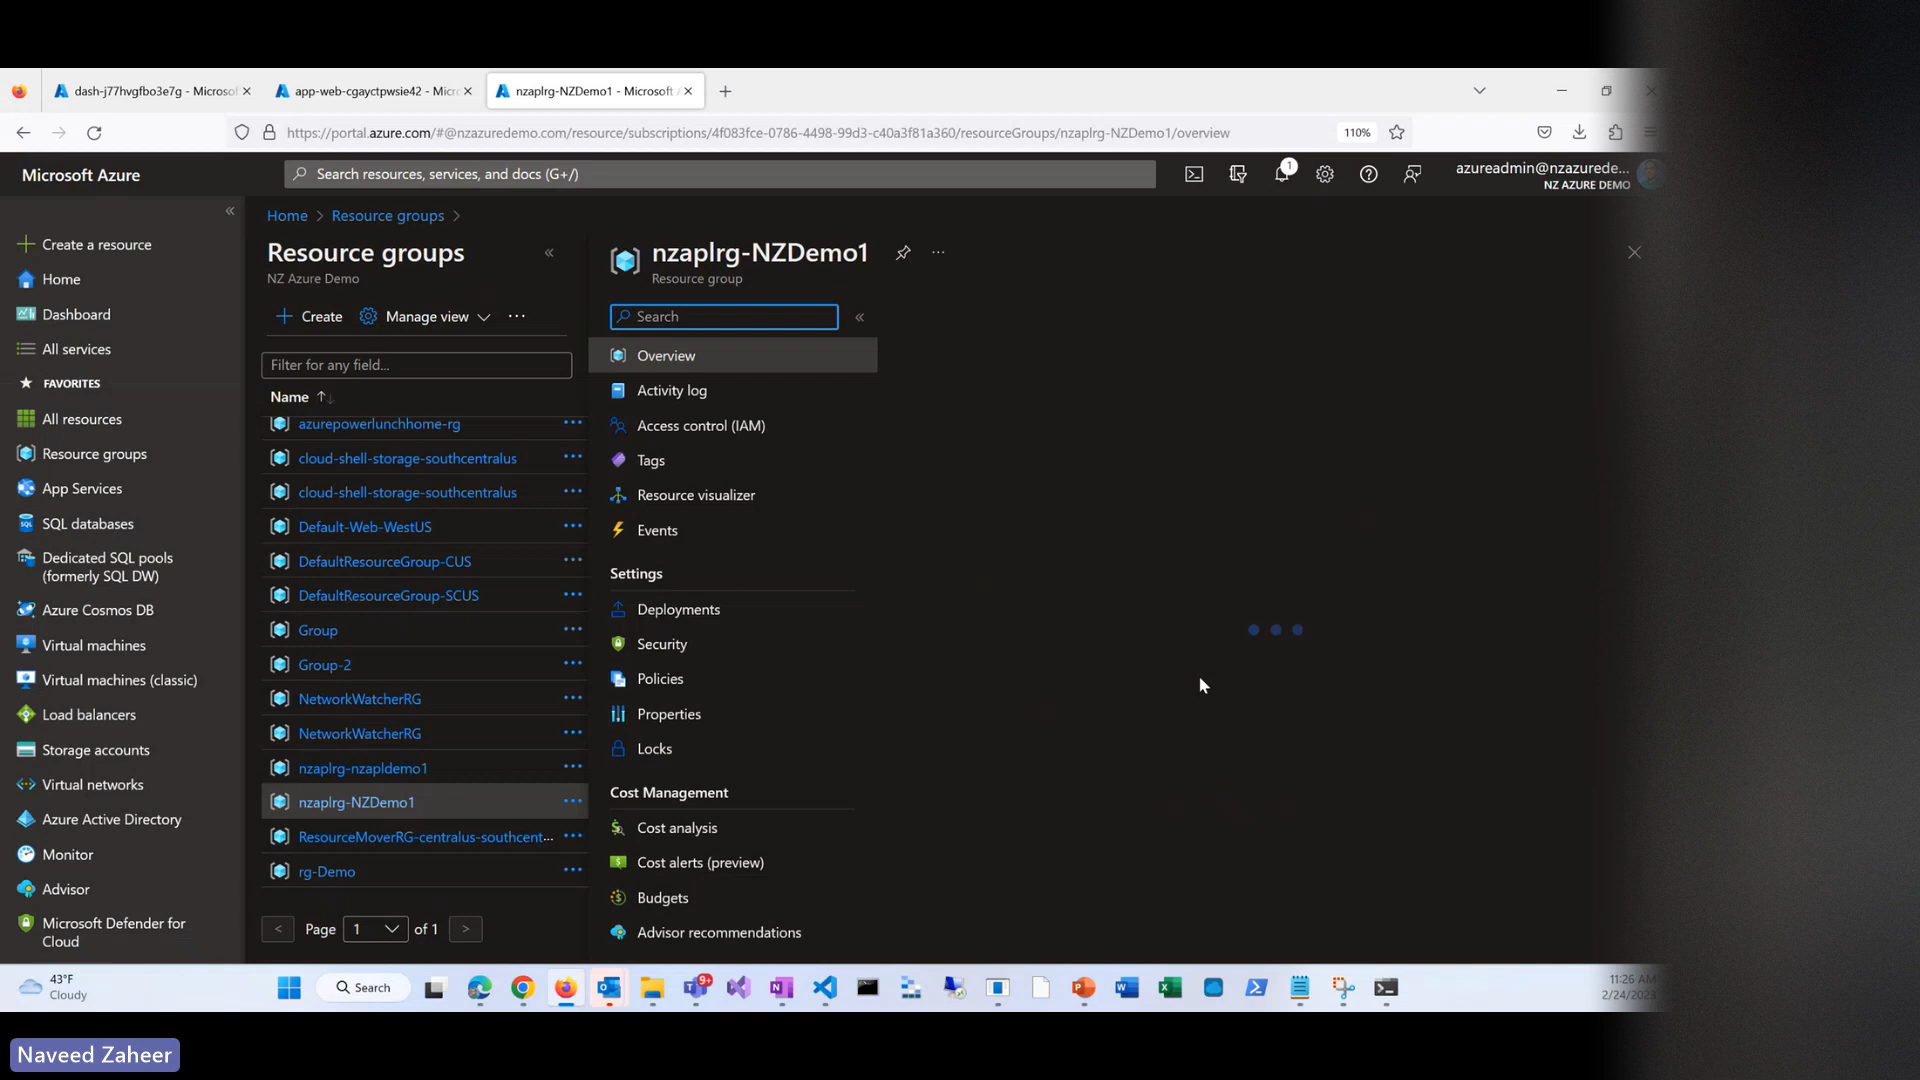 dash-j77hvgfbo3e7g - Microsof
app-web-cgayctpwsie42 - Micro
nzaplrg-NZDemo1 - Microsoft A
https://portal.azure.com/#@nzazuredemo.com/resource/subscriptions/4f083fce-0786-4498-99d3-c40a3f81a360/resourceGroups/nzaplrg-NZDemo1/overview
110%
Microsoft Azure
Search resources, services, and docs (G+/)
1
azureadmin@nzazurede...
NZ AZURE DEMO
Create a resource
Home
Dashboard
All services
FAVORITES
All resources
Resource groups
App Services
SQL databases
Dedicated SQL pools
(formerly SQL DW)
Azure Cosmos DB
Virtual machines
Virtual machines (classic)
Load balancers
Storage accounts
Virtual networks
Azure Active Directory
Monitor
Advisor
Microsoft Defender for
Cloud
Home > Resource groups >
Resource groups
NZ Azure Demo
Create
Manage view
Filter for any field...
Name
azurepowerlunchhome-rg
cloud-shell-storage-southcentralus
cloud-shell-storage-southcentralus
Default-Web-WestUS
DefaultResourceGroup-CUS
DefaultResourceGroup-SCUS
Group
Group-2
NetworkWatcherRG
NetworkWatcherRG
nzaplrg-nzapldemo1
nzaplrg-NZDemo1
ResourceMoverRG-centralus-southcent...
rg-Demo
< Page 1 of 1 >
nzaplrg-NZDemo1
Resource group
Search
Overview
Activity log
Access control (IAM)
Tags
Resource visualizer
Events
Settings
Deployments
Security
Policies
Properties
Locks
Cost Management
Cost analysis
Cost alerts (preview)
Budgets
Advisor recommendations
43°F
Cloudy
Search
9+
11:26 AM
2/24/2023
Naveed Zaheer